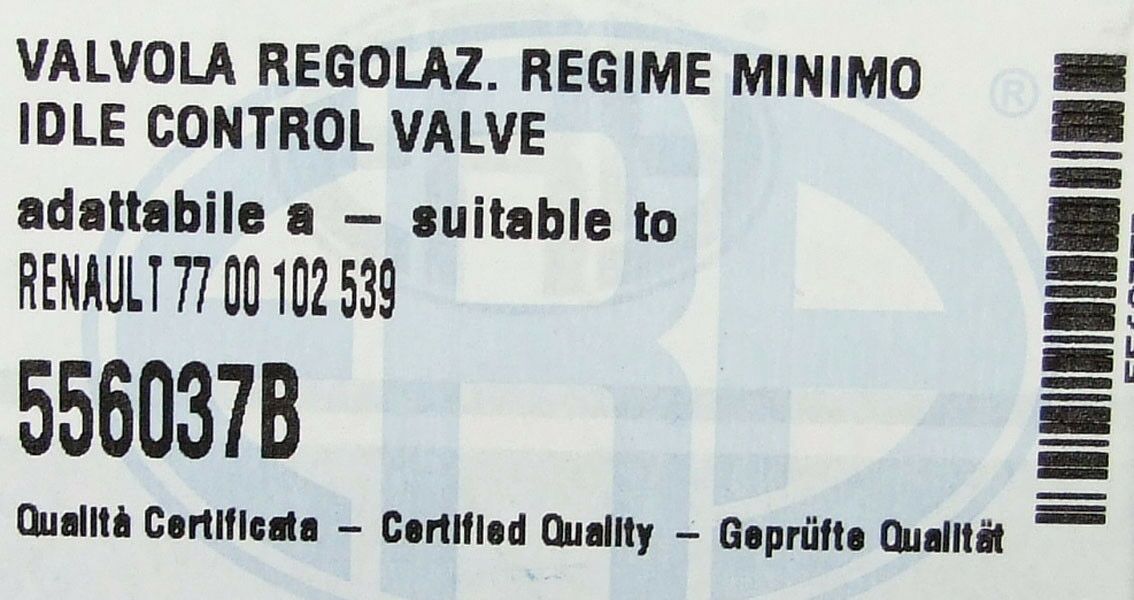 VALVOLA REGOLAZ. REGIME MINIMO
IDLE CONTROL VALVE
adattabile a — suitable to
RENAULT 77 00 102 539
556037B
Qualità Certificata — Certified Quality — Geprüfte Qualität
®